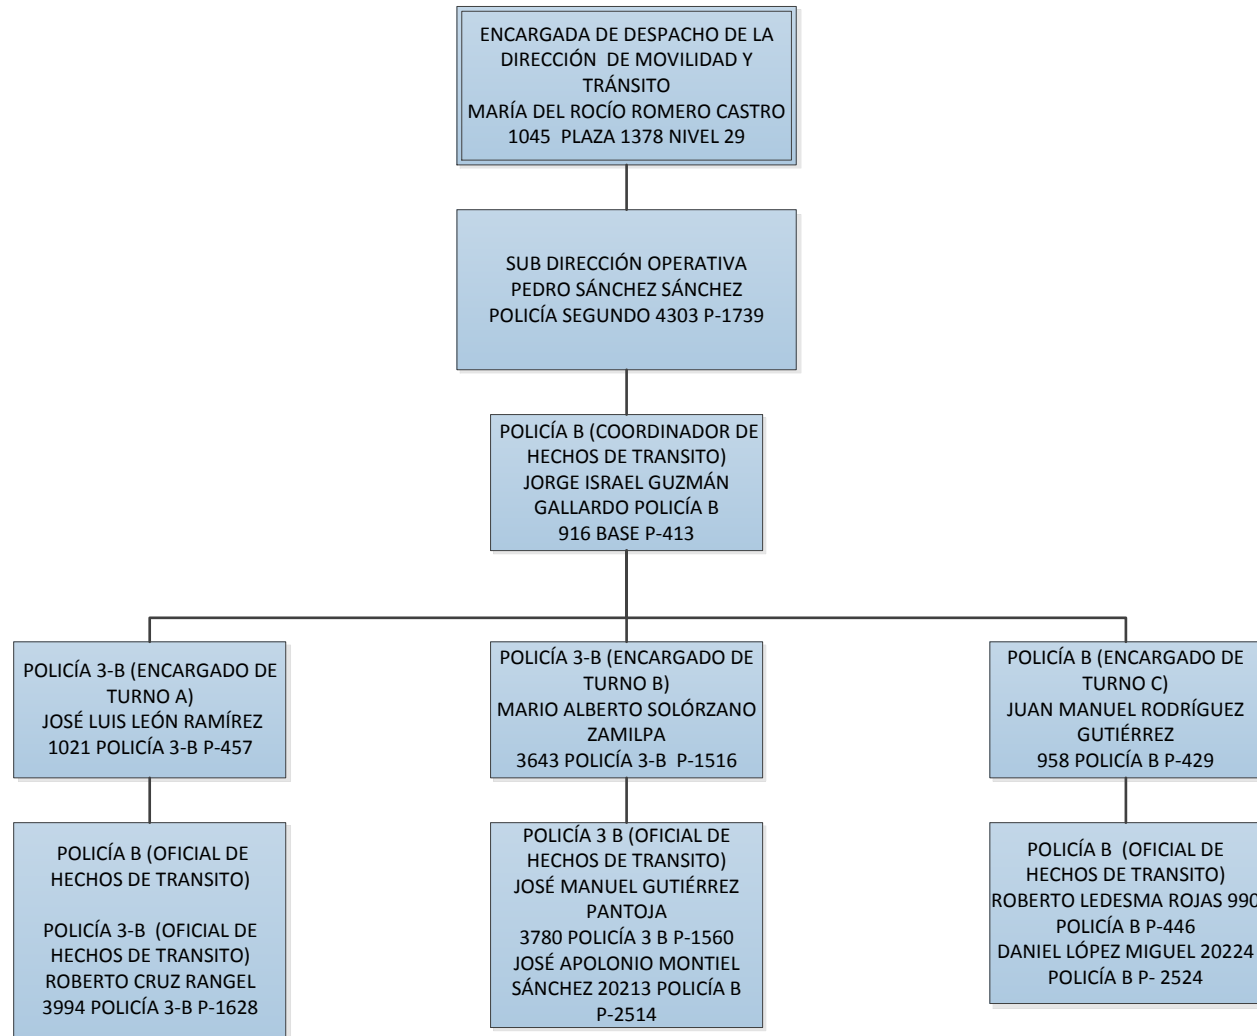 ENCARGADA DE DESPACHO DE LA
DIRECCIÓN  DE MOVILIDAD Y
TRÁNSITO
MARÍA DEL ROCÍO ROMERO CASTRO
1045  PLAZA 1378 NIVEL 29
SUB DIRECCIÓN OPERATIVA
PEDRO SÁNCHEZ SÁNCHEZ
POLICÍA SEGUNDO 4303 P-1739
POLICÍA B (COORDINADOR DE
HECHOS DE TRANSITO)
JORGE ISRAEL GUZMÁN
GALLARDO POLICÍA B
916 BASE P-413
POLICÍA 3-B (ENCARGADO DE
TURNO A)
JOSÉ LUIS LEÓN RAMÍREZ
1021 POLICÍA 3-B P-457
POLICÍA 3-B (ENCARGADO DE
TURNO B)
MARIO ALBERTO SOLÓRZANO
ZAMILPA
3643 POLICÍA 3-B  P-1516
POLICÍA B (ENCARGADO DE
TURNO C)
JUAN MANUEL RODRÍGUEZ
GUTIÉRREZ
958 POLICÍA B P-429
POLICÍA B (OFICIAL DE
HECHOS DE TRANSITO)
POLICÍA 3-B  (OFICIAL DE
HECHOS DE TRANSITO)
ROBERTO CRUZ RANGEL
3994 POLICÍA 3-B P-1628
POLICÍA 3 B (OFICIAL DE
HECHOS DE TRANSITO)
JOSÉ MANUEL GUTIÉRREZ
PANTOJA
3780 POLICÍA 3 B P-1560
JOSÉ APOLONIO MONTIEL
SÁNCHEZ 20213 POLICÍA B
P-2514
POLICÍA B  (OFICIAL DE
HECHOS DE TRANSITO)
ROBERTO LEDESMA ROJAS 990
POLICÍA B P-446
DANIEL LÓPEZ MIGUEL 20224
POLICÍA B P- 2524